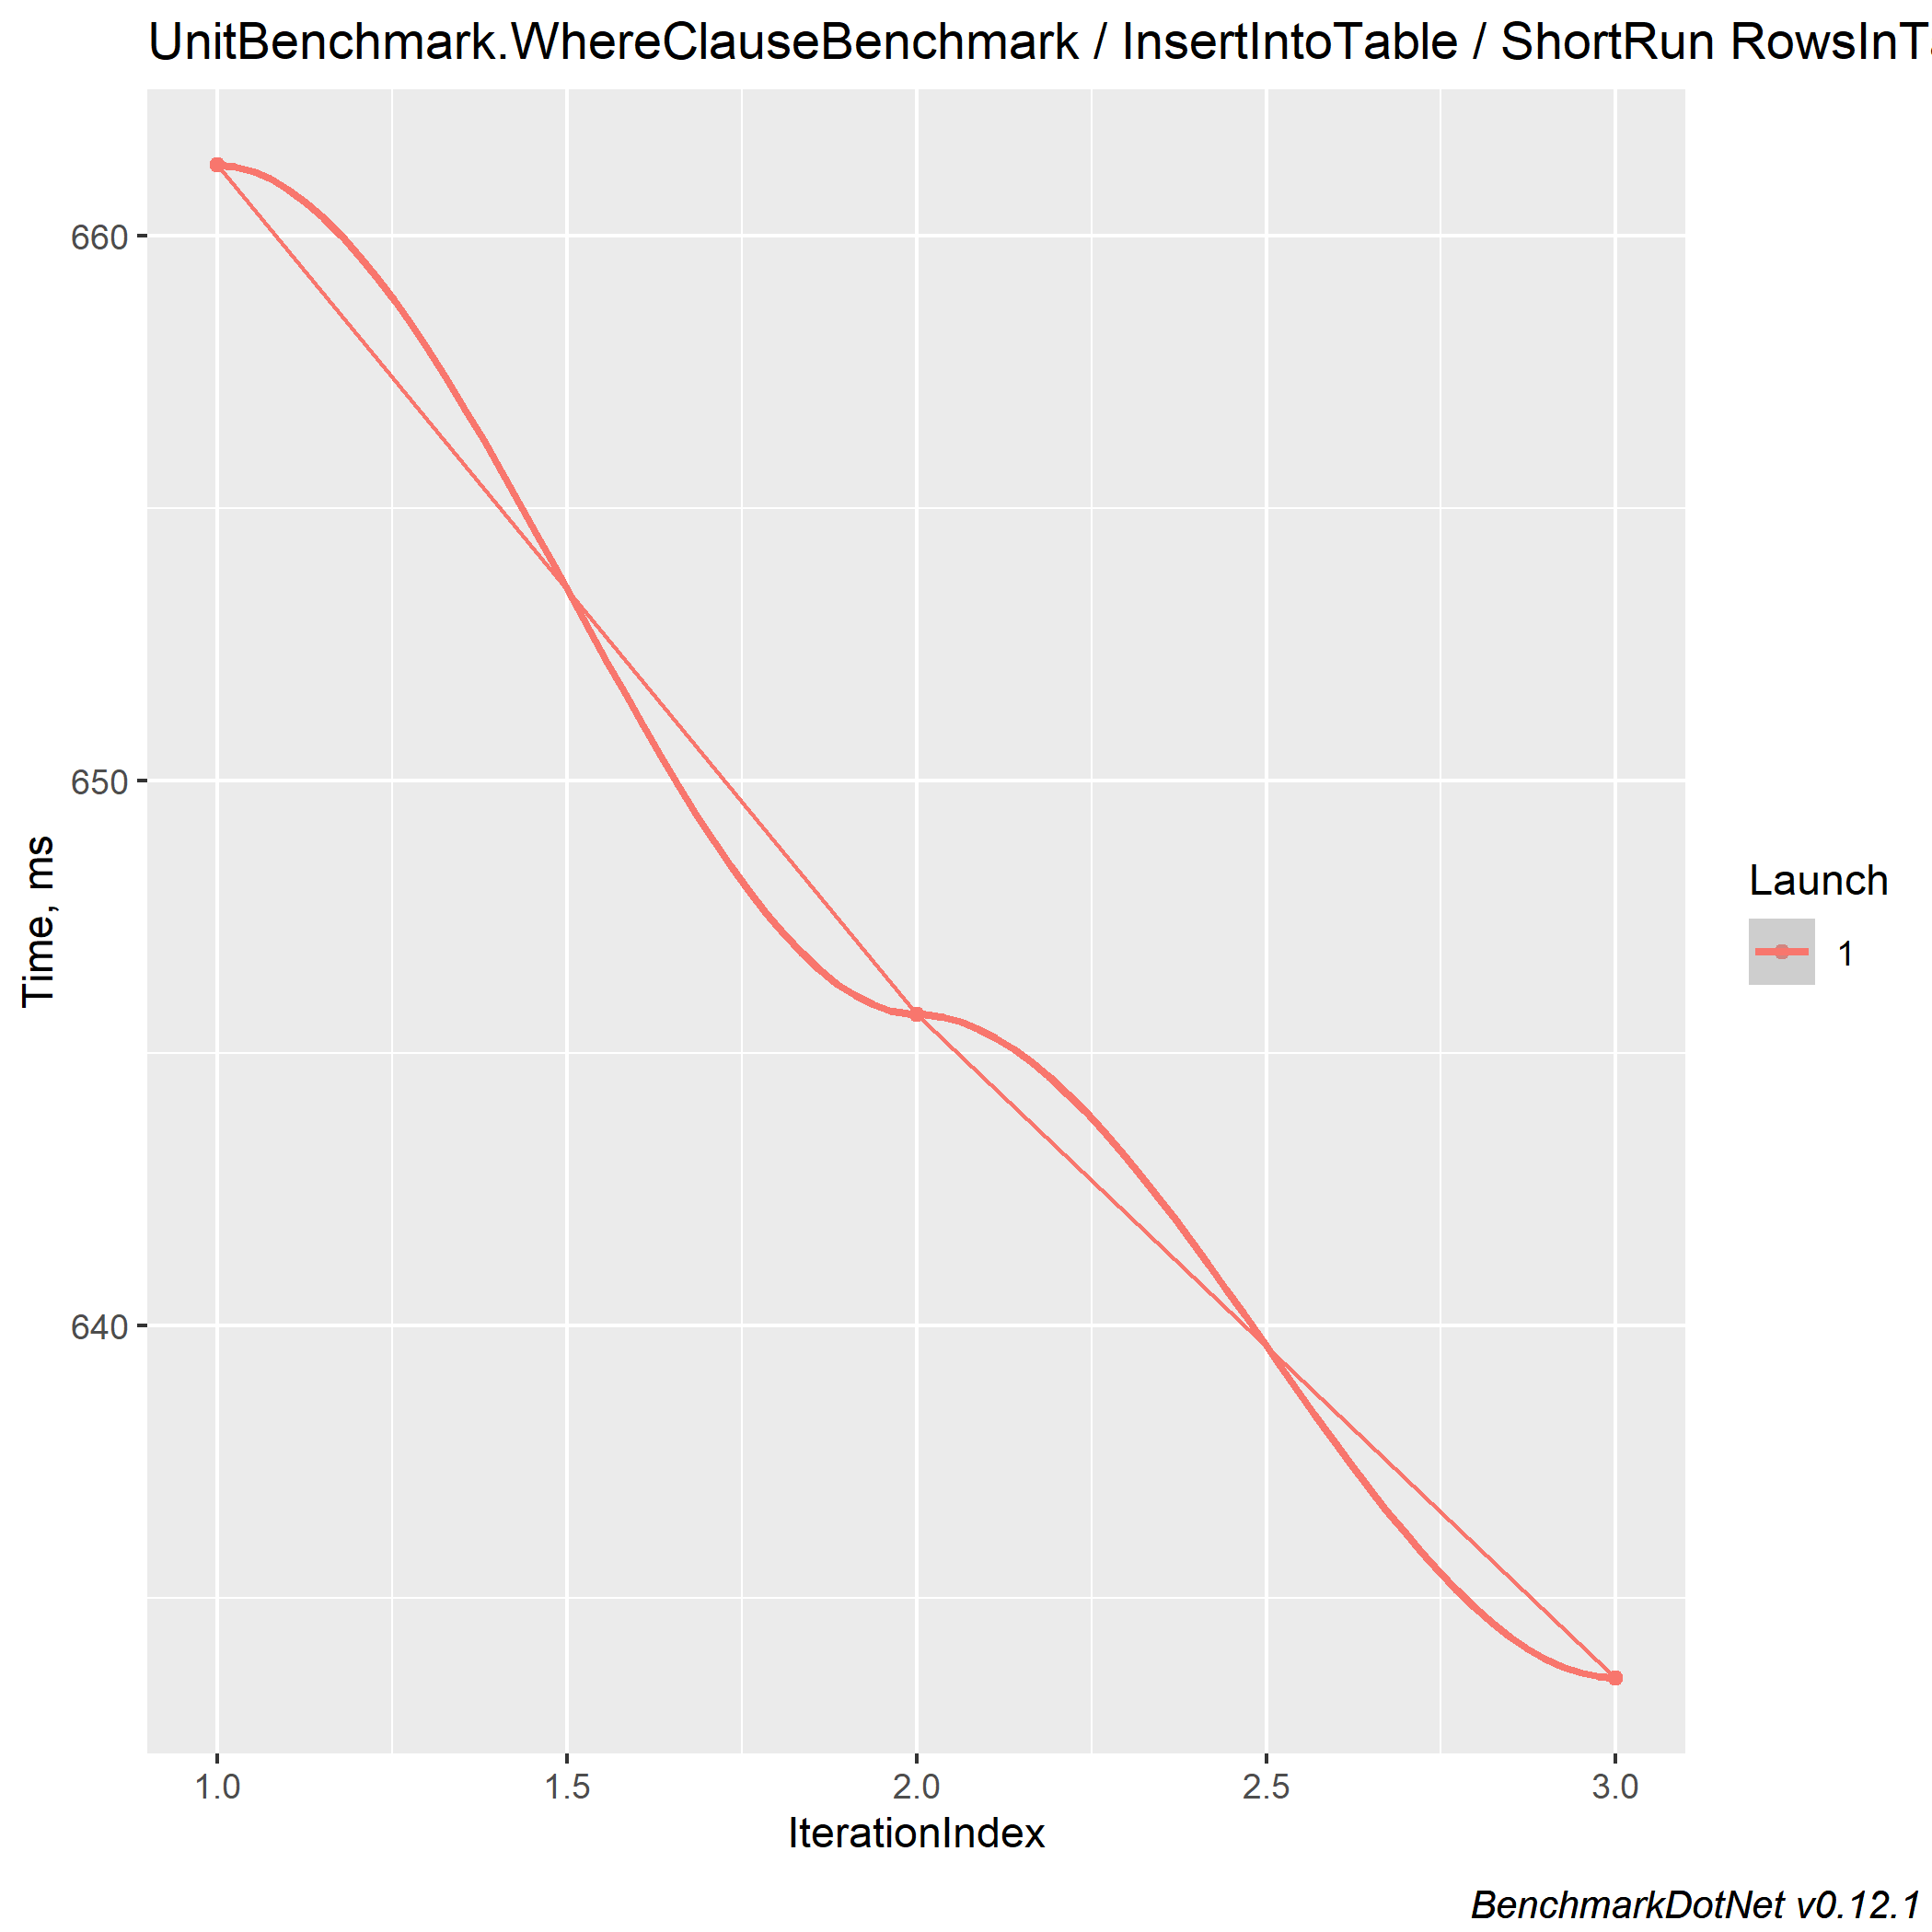 UnitBenchmark.WhereClauseBenchmark / InsertIntoTable / ShortRun
660
650
640
Time, ms
1.0 1.5 2.0 2.5 3.0
IterationIndex
Launch
1
BenchmarkDotNet v0.12.1